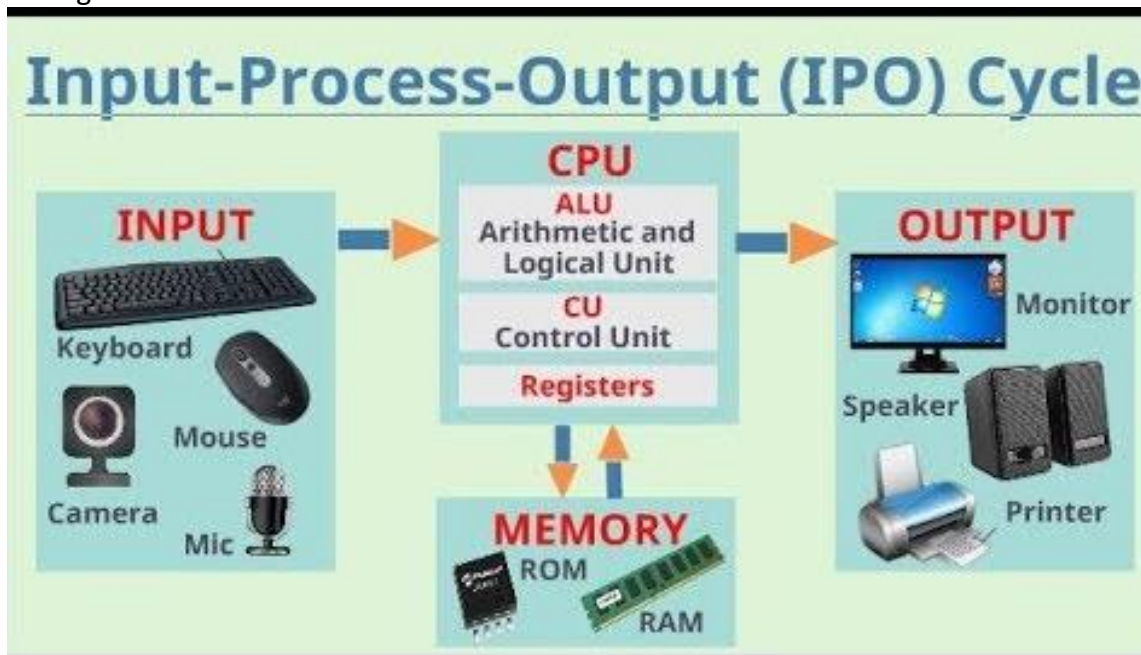 Input-Process-Output (IPO) Cycle
INPUT
Keyboard
Mouse
Camera
Mic
CPU
ALU
Arithmetic and
Logical Unit
CU
Control Unit
Registers
MEMORY
ROM
RAM
OUTPUT
Monitor
Speaker
Printer